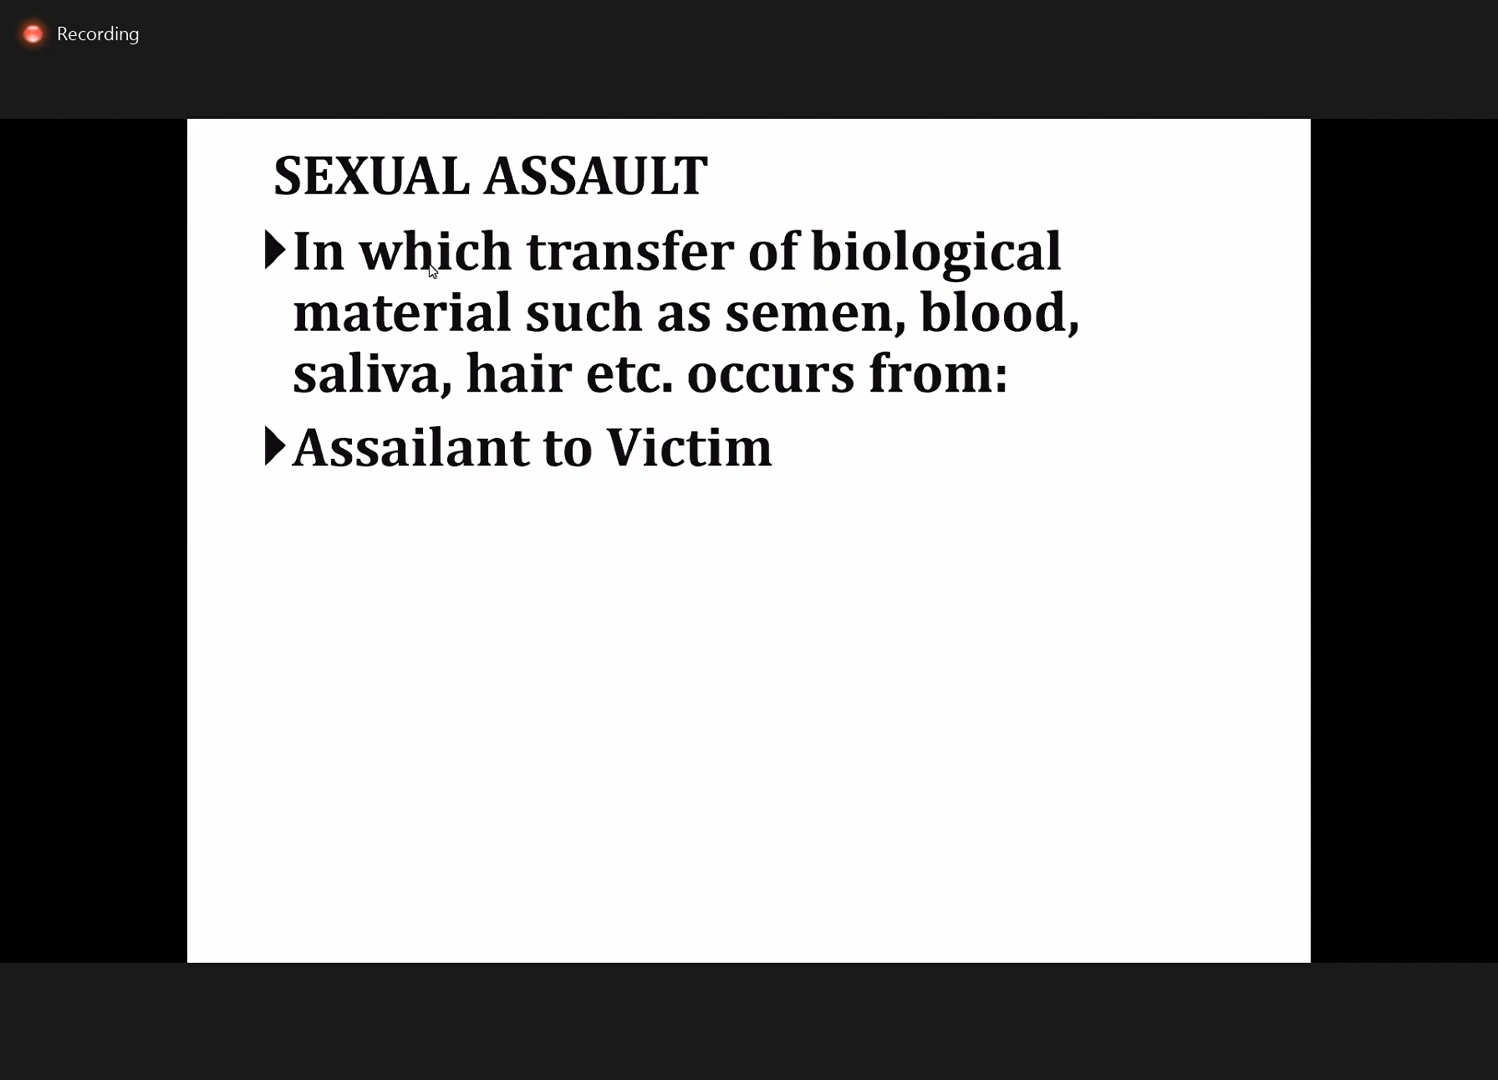 Recording
SEXUAL ASSAULT
In which transfer of biological
material such as semen, blood,
saliva, hair etc. occurs from:
Assailant to Victim